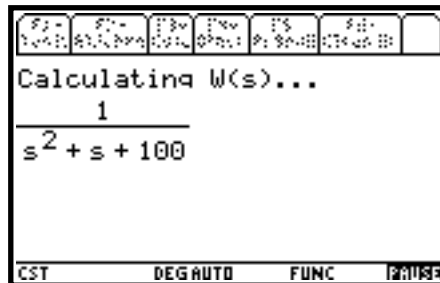 Calculating W(s)...
1
s² + s + 100
CST DEG AUTO FUNC PAUSE